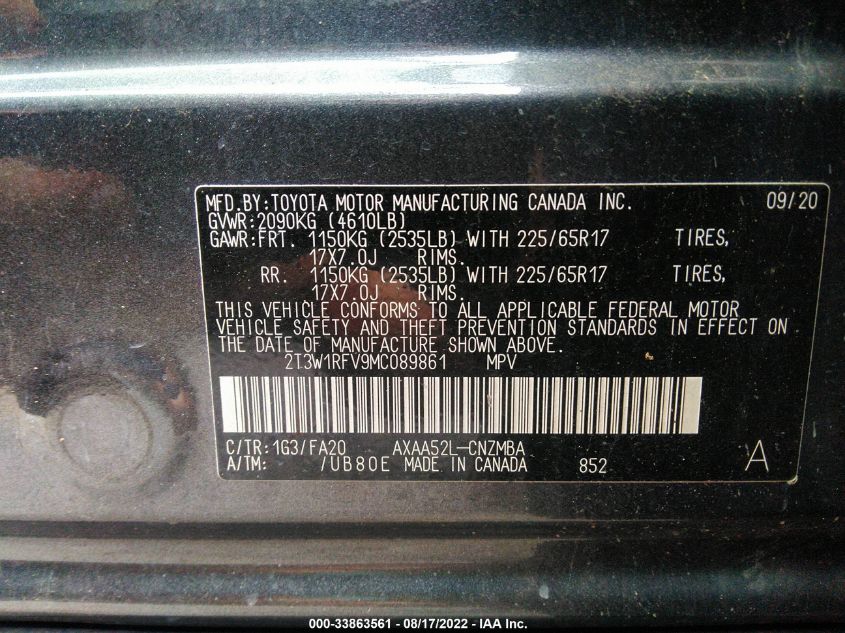 MFD.BY:TOYOTA MOTOR MANUFACTURING CANADA INC. 09/20
GVWR:2090KG (4610LB)
GAWR:FRT. 1150KG (2535LB) WITH 225/65R17 TIRES,
17X7.0J RIMS.
RR. 1150KG (2535LB) WITH 225/65R17 TIRES,
17X7.0J RIMS.
THIS VEHICLE CONFORMS TO ALL APPLICABLE FEDERAL MOTOR
VEHICLE SAFETY AND THEFT PREVENTION STANDARDS IN EFFECT ON
THE DATE OF MANUFACTURE SHOWN ABOVE.
2T3W1RFV9MC089861 MPV
C/TR:1G3/FA20 AXAA52L-CNZMBA
A/TM: /UB80E MADE IN CANADA 852 A
000-33863561 - 08/17/2022 - IAA Inc.